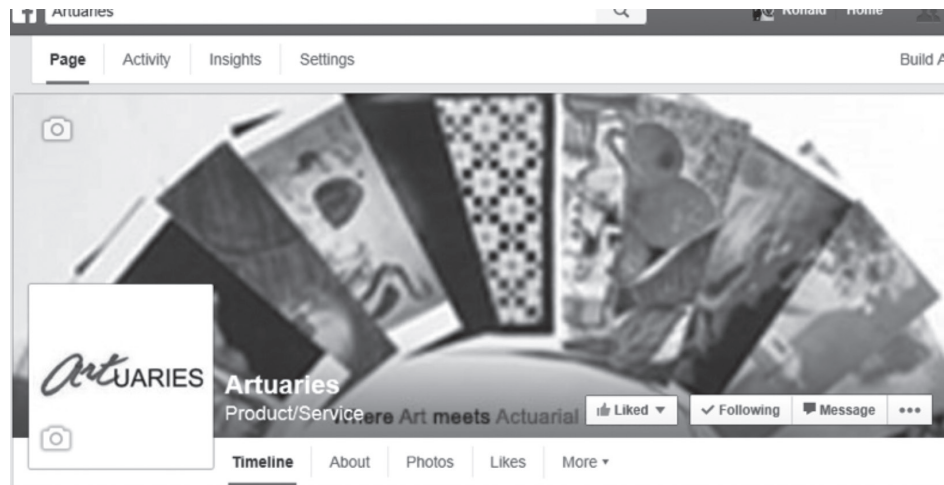 Artuaries
Ronald Home
Page Activity Insights Settings
Build A
ArtUARIES
Artuaries
Product/Service
Where Art meets Actuarial
Liked Following Message •••
Timeline About Photos Likes More